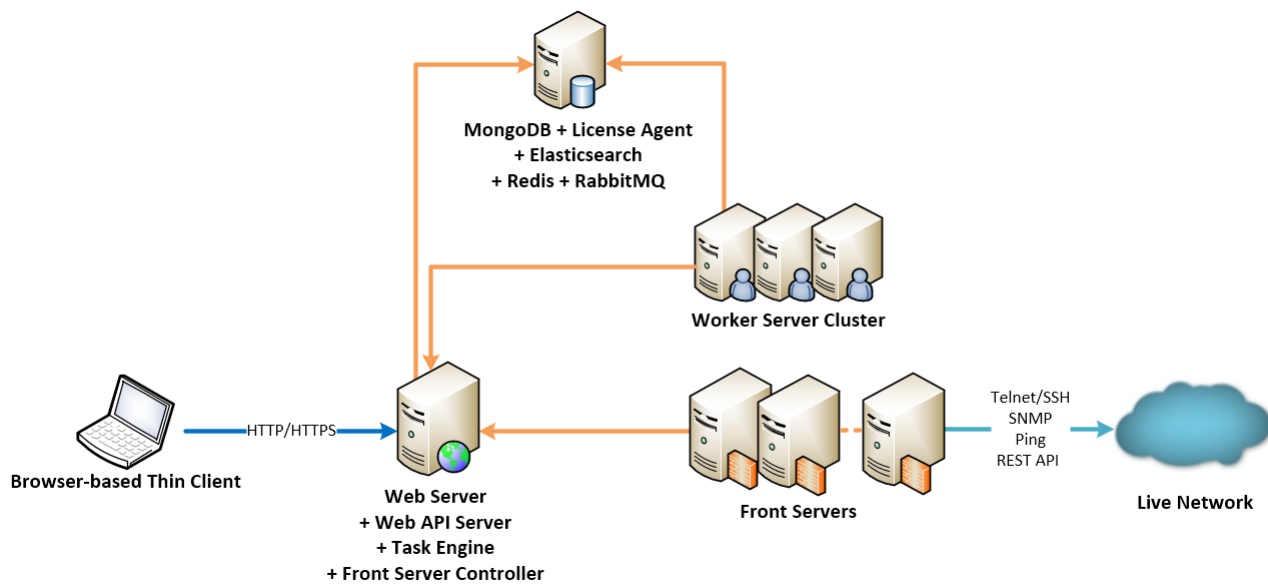 MongoDB + License Agent
+ Elasticsearch
+ Redis + RabbitMQ
Worker Server Cluster
HTTP/HTTPS
Telnet/SSH
SNMP
Ping
REST API
Browser-based Thin Client
Web Server
+ Web API Server
+ Task Engine
+ Front Server Controller
Front Servers
Live Network